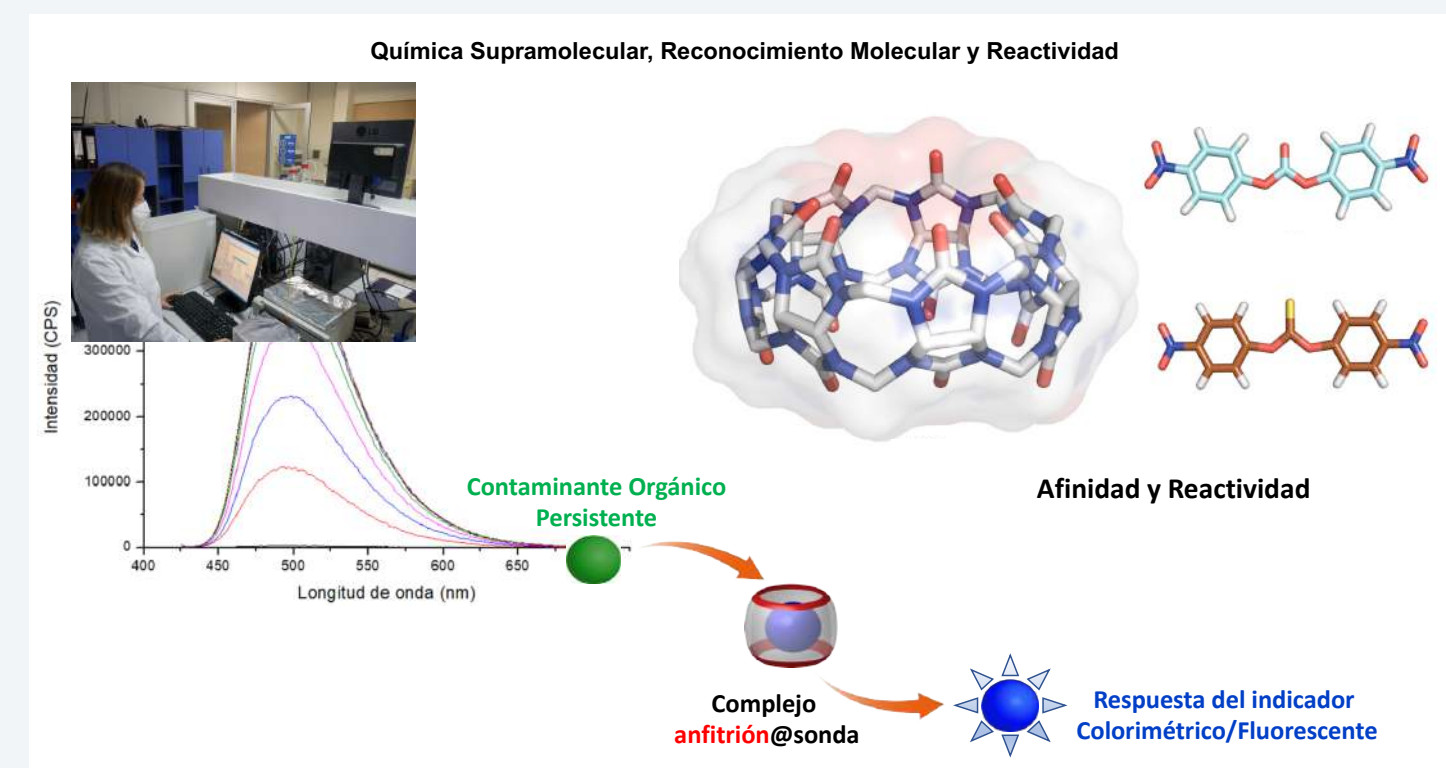 Química Supramolecular, Reconocimiento Molecular y Reactividad
Intensidad (CPS)
300000
200000
100000
0
400
450
500
550
600
650
Longitud de onda (nm)
Contaminante Orgánico
Persistente
Afinidad y Reactividad
Complejo
anfitrión@sonda
Respuesta del indicador
Colorimétrico/Fluorescente